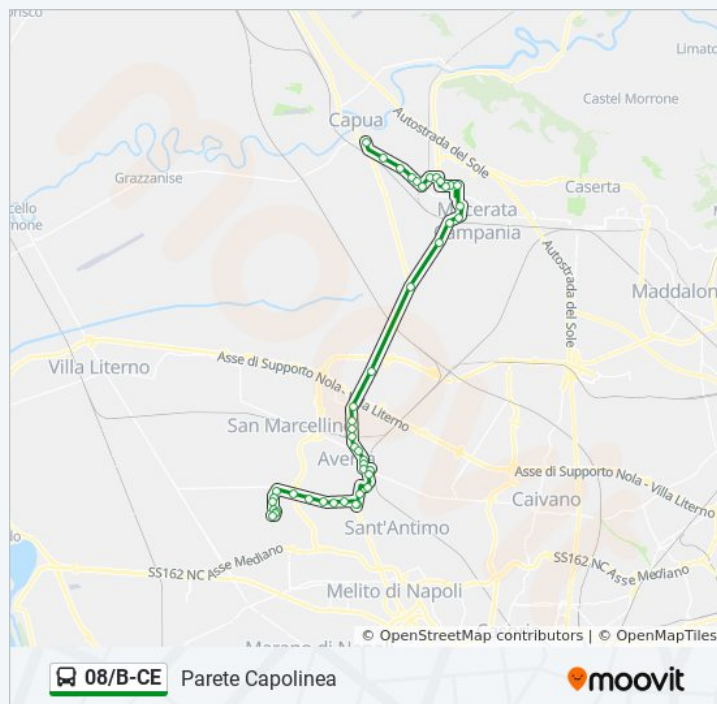 Limato
Castel Morrone
Capua
Autostrada del Sole
Grazzanise
Caserta
Macerata
Campania
Autostrada del Sole
Maddalon
Villa Literno
Asse di Supporto Nola - Villa Literno
San Marcellino
Aversa
Asse di Supporto Nola - Villa Literno
Caivano
Sant'Antimo
SS162 NC Asse Mediano
SS162 NC Asse Mediano
Melito di Napoli
© OpenStreetMap contributors | © OpenMapTiles
08/B-CE Parete Capolinea
moovit